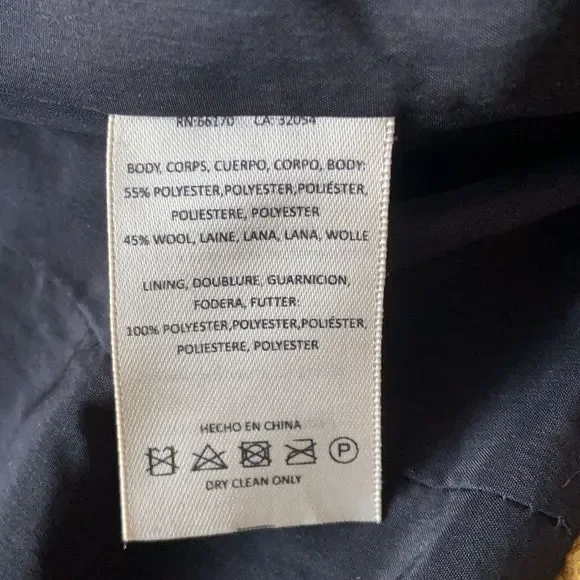 RN:66170 CA: 32054
BODY, CORPS, CUERPO, CORPO, BODY:
55% POLYESTER,POLYESTER,POLIÉSTER,
POLIESTERE, POLYESTER
45% WOOL, LAINE, LANA, LANA, WOLLE
LINING, DOUBLURE, GUARNICION,
FODERA, FUTTER:
100% POLYESTER,POLYESTER,POLIÉSTER,
POLIESTERE, POLYESTER
HECHO EN CHINA
P
DRY CLEAN ONLY